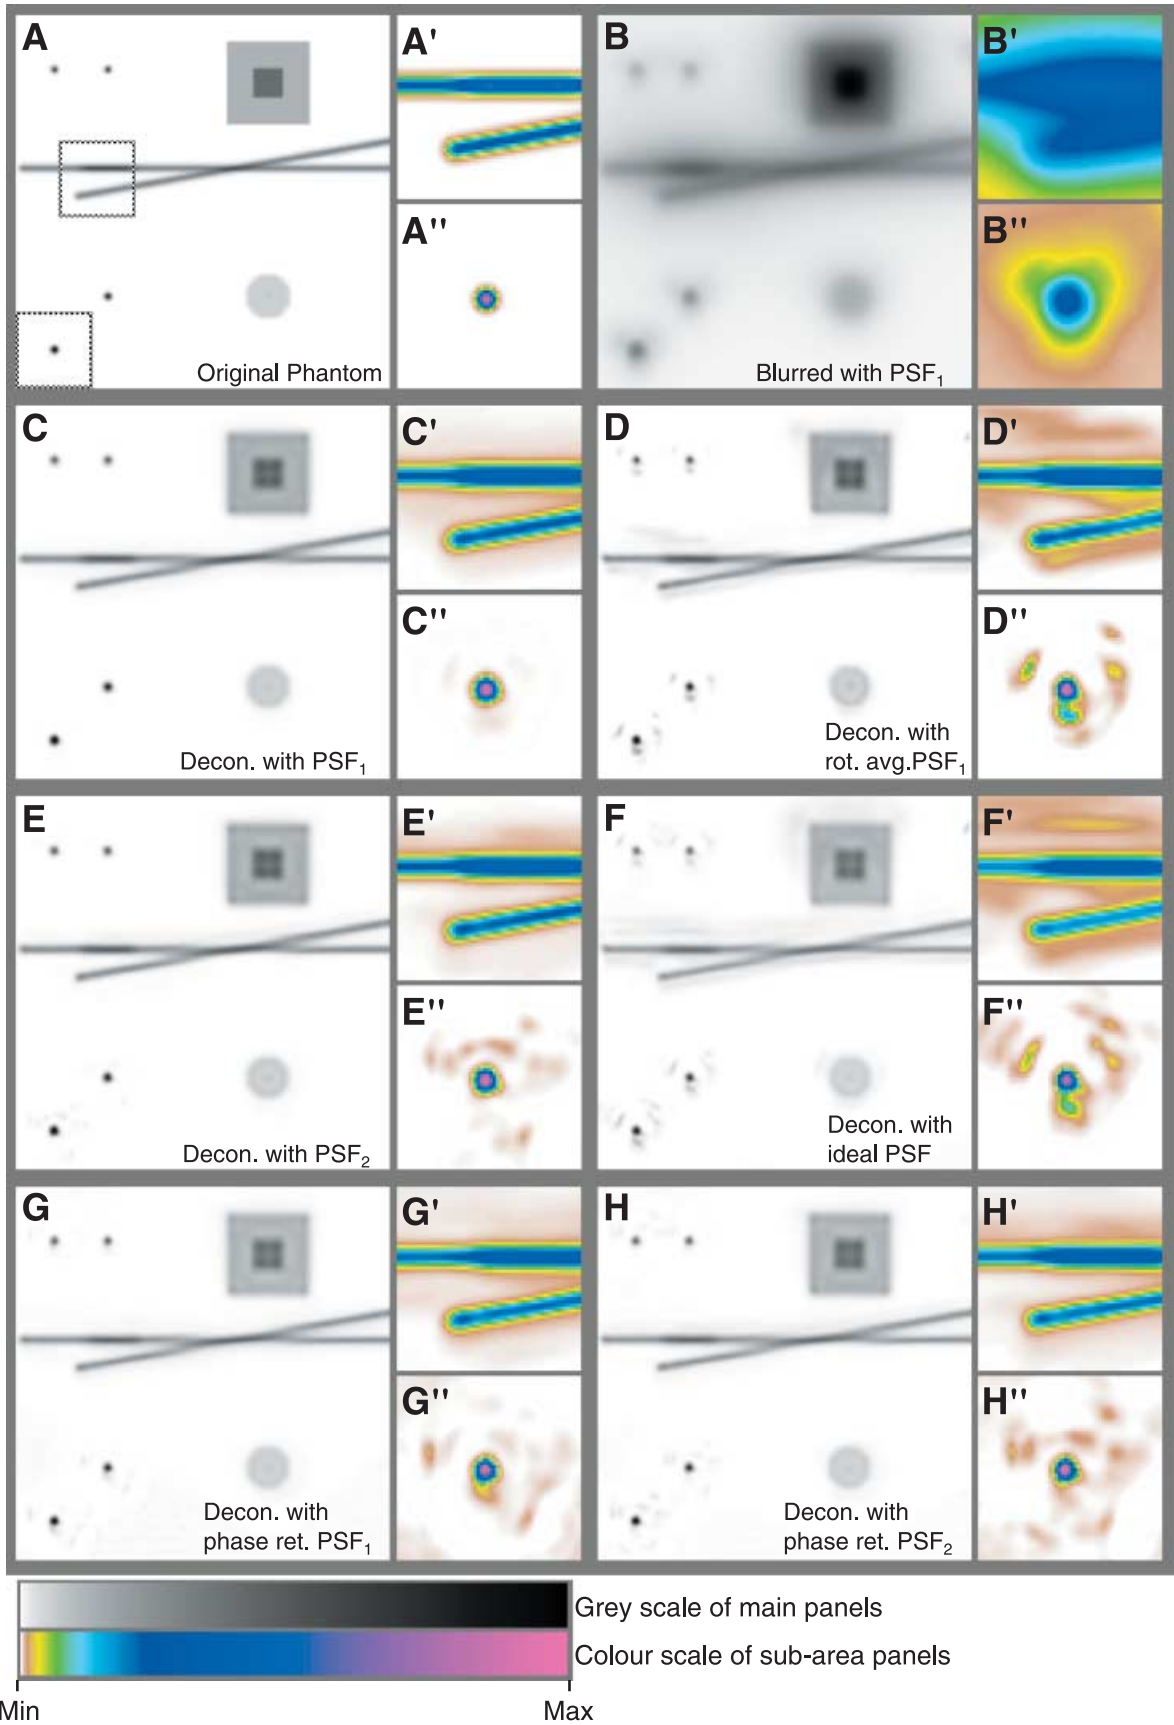 A
A'
A''
Original Phantom
B
B'
B''
Blurred with PSF1
C
C'
C''
Decon. with PSF1
D
D'
D''
Decon. with
rot. avg.PSF1
E
E'
E''
Decon. with PSF2
F
F'
F''
Decon. with
ideal PSF
G
G'
G''
Decon. with
phase ret. PSF1
H
H'
H''
Decon. with
phase ret. PSF2
Grey scale of main panels
Colour scale of sub-area panels
Min
Max